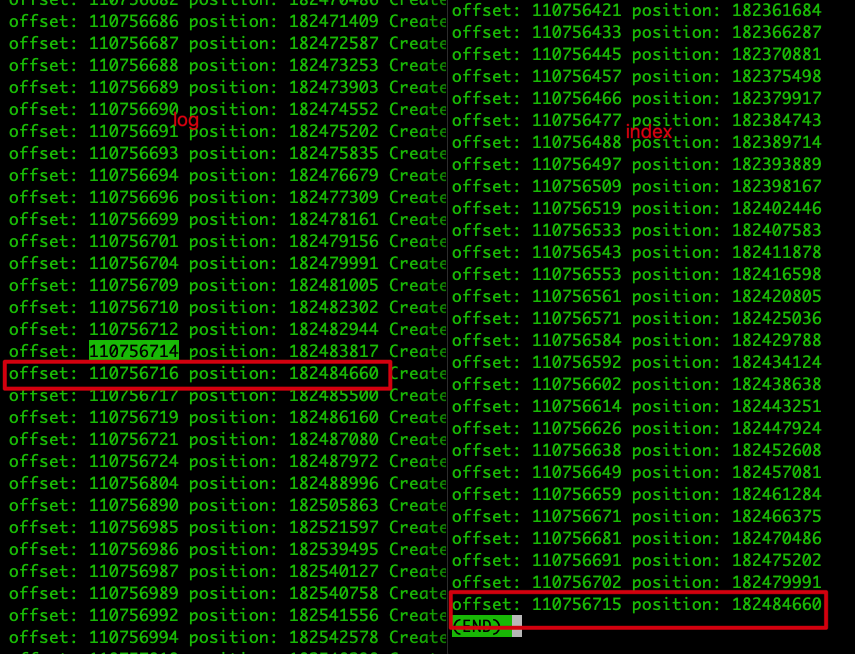 offset: 110756682 position: 182470486 Create
offset: 110756686 position: 182471409 Create
offset: 110756687 position: 182472587 Create
offset: 110756688 position: 182473253 Create
offset: 110756689 position: 182473903 Create
offset: 110756690 position: 182474552 Create
log
offset: 110756691 position: 182475202 Create
offset: 110756693 position: 182475835 Create
offset: 110756694 position: 182476679 Create
offset: 110756696 position: 182477309 Create
offset: 110756699 position: 182478161 Create
offset: 110756701 position: 182479156 Create
offset: 110756704 position: 182479991 Create
offset: 110756709 position: 182481005 Create
offset: 110756710 position: 182482302 Create
offset: 110756712 position: 182482944 Create
offset: 110756714 position: 182483817 Create
offset: 110756716 position: 182484660 Create
offset: 110756717 position: 182485500 Create
offset: 110756719 position: 182486160 Create
offset: 110756721 position: 182487080 Create
offset: 110756724 position: 182487972 Create
offset: 110756804 position: 182488996 Create
offset: 110756890 position: 182505863 Create
offset: 110756985 position: 182521597 Create
offset: 110756986 position: 182539495 Create
offset: 110756987 position: 182540127 Create
offset: 110756989 position: 182540758 Create
offset: 110756992 position: 182541556 Create
offset: 110756994 position: 182542578 Create
offset: 110756421 position: 182361684
offset: 110756433 position: 182366287
offset: 110756445 position: 182370881
offset: 110756457 position: 182375498
offset: 110756466 position: 182379917
offset: 110756477 position: 182384743
index
offset: 110756488 position: 182389714
offset: 110756497 position: 182393889
offset: 110756509 position: 182398167
offset: 110756519 position: 182402446
offset: 110756533 position: 182407583
offset: 110756543 position: 182411878
offset: 110756553 position: 182416598
offset: 110756561 position: 182420805
offset: 110756571 position: 182425036
offset: 110756584 position: 182429788
offset: 110756592 position: 182434124
offset: 110756602 position: 182438638
offset: 110756614 position: 182443251
offset: 110756626 position: 182447924
offset: 110756638 position: 182452608
offset: 110756649 position: 182457081
offset: 110756659 position: 182461284
offset: 110756671 position: 182466375
offset: 110756681 position: 182470486
offset: 110756691 position: 182475202
offset: 110756702 position: 182479991
offset: 110756715 position: 182484660
(END)